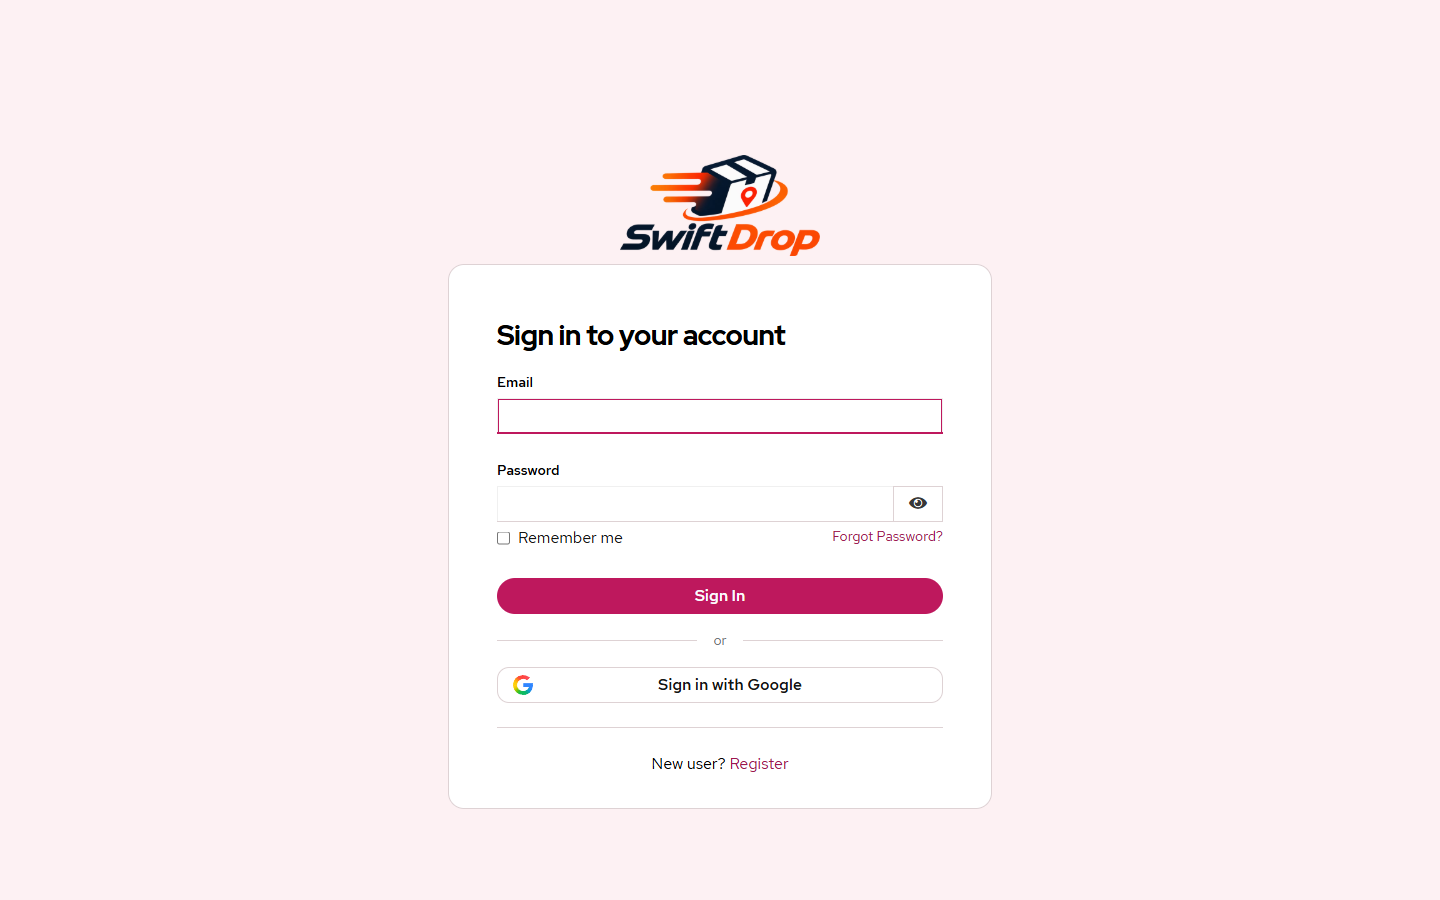 SwiftDrop
Sign in to your account
Email
Password
Remember me
Forgot Password?
Sign In
or
Sign in with Google
New user? Register